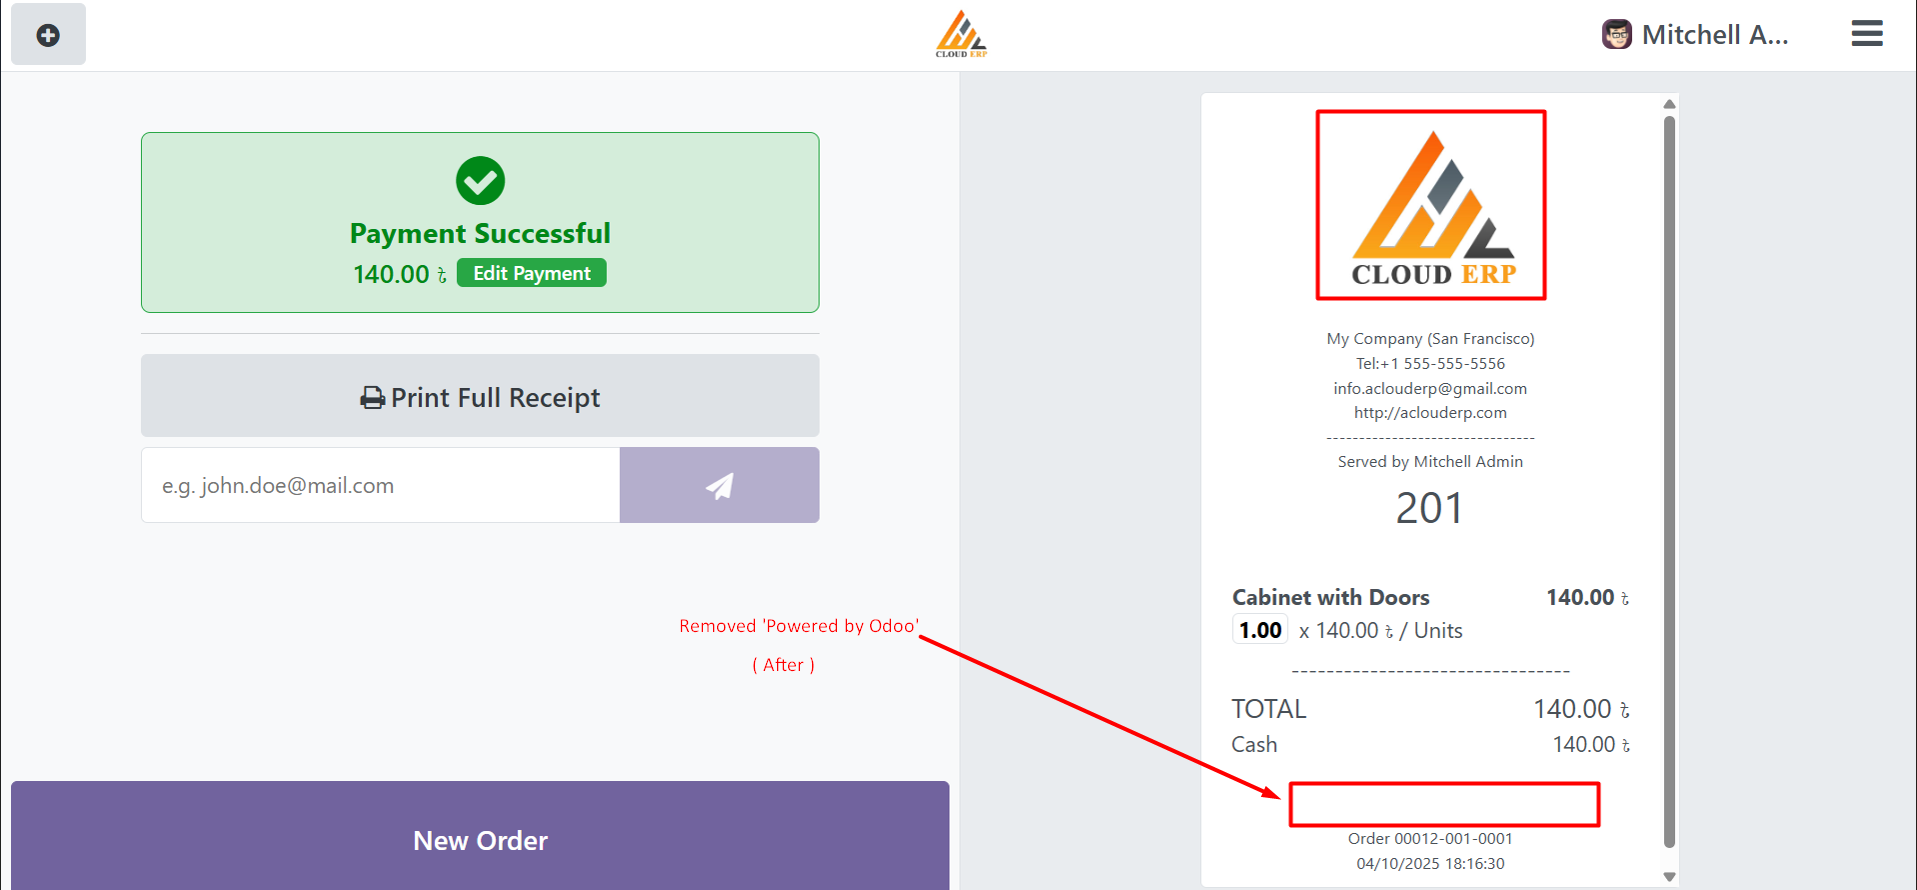 CLOUD ERP
Mitchell A...
Payment Successful
140.00 ৳ Edit Payment
Print Full Receipt
e.g. john.doe@mail.com
Removed 'Powered by Odoo'
( After )
New Order
CLOUD ERP
My Company (San Francisco)
Tel:+1 555-555-5556
info.aclouderp@gmail.com
http://aclouderp.com
--------------------------------
Served by Mitchell Admin
201
Cabinet with Doors 140.00 ৳
1.00 x 140.00 ৳ / Units
--------------------------------
TOTAL 140.00 ৳
Cash 140.00 ৳
Order 00012-001-0001
04/10/2025 18:16:30